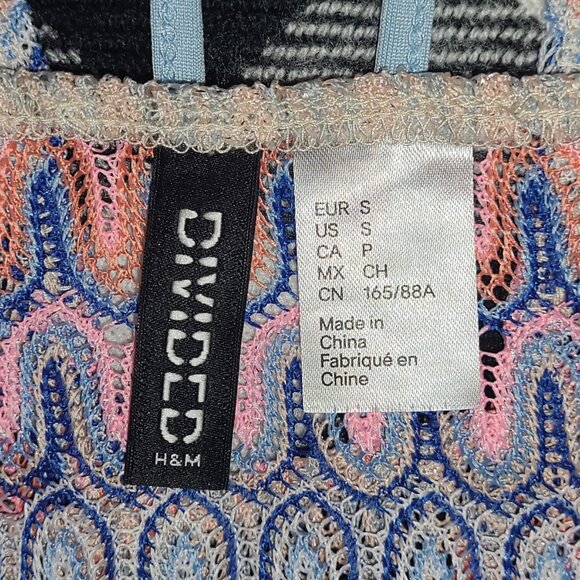 DIVIDED
H&M
EUR S
US S
CA P
MX CH
CN 165/88A
Made in
China
Fabriqué en
Chine